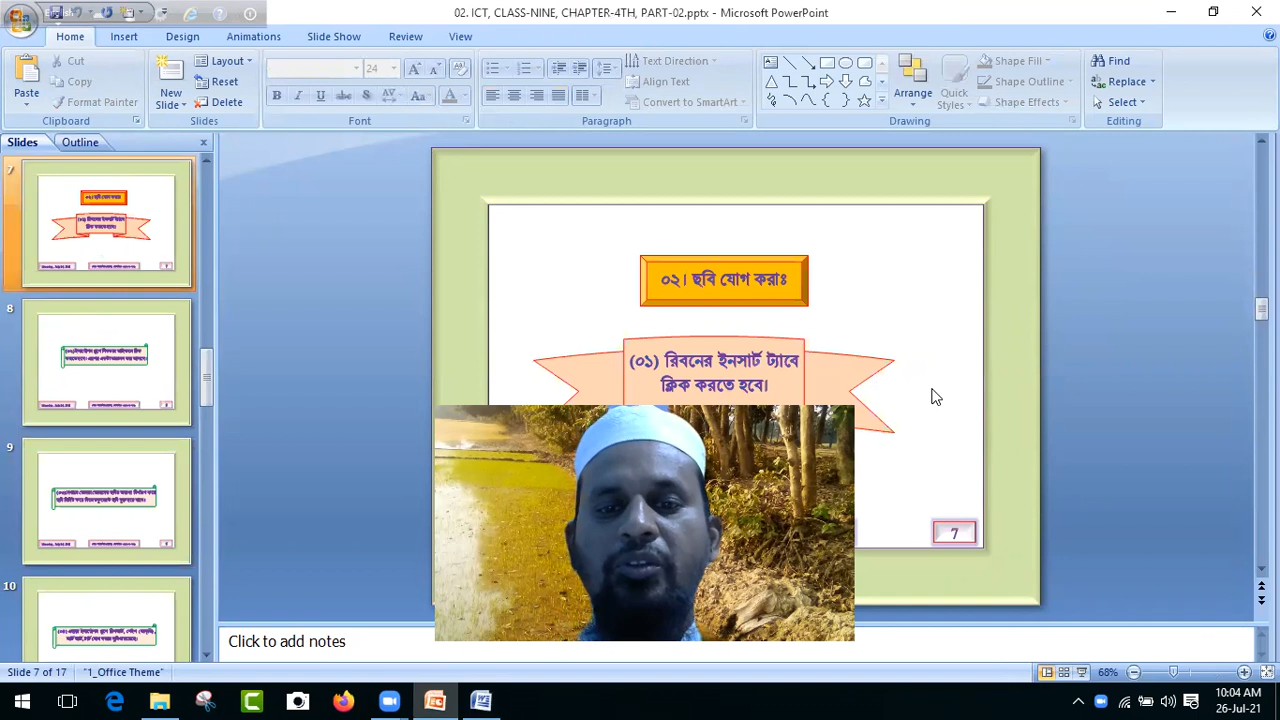 02. ICT, CLASS-NINE, CHAPTER-4TH, PART-02.pptx - Microsoft PowerPoint
Home Insert Design Animations Slide Show Review View
Paste
Cut
Copy
Format Painter
Clipboard
New Slide
Layout
Reset
Delete
Slides
24
Font
Text Direction
Align Text
Convert to SmartArt
Paragraph
Arrange
Quick Styles
Shape Fill
Shape Outline
Shape Effects
Drawing
Find
Replace
Select
Editing
Slides Outline
7
8
9
10
০২। ছবি যোগ করাঃ
(০১) রিবনের ইনসার্ট ট্যাবে
ক্লিক করতে হবে।
7
Click to add notes
Slide 7 of 17 "1_Office Theme" 68%
10:04 AM
26-Jul-21